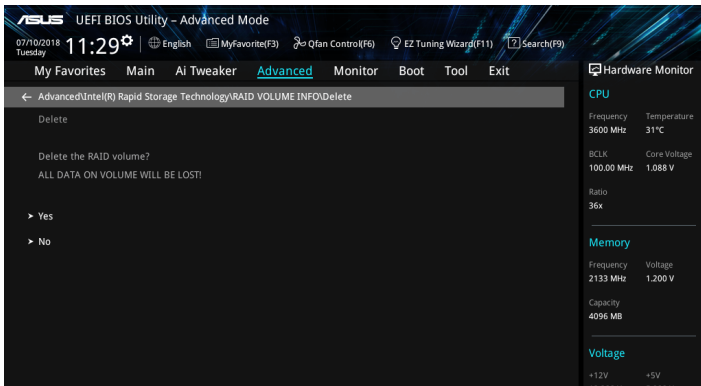 ASUS UEFI BIOS Utility – Advanced Mode
07/10/2018 Tuesday 11:29 English MyFavorite(F3) Qfan Control(F6) EZ Tuning Wizard(F11) ? Search(F9)
My Favorites Main Ai Tweaker Advanced Monitor Boot Tool Exit
Hardware Monitor
← Advanced\Intel(R) Rapid Storage Technology\RAID VOLUME INFO\Delete
Delete
Delete the RAID volume?
ALL DATA ON VOLUME WILL BE LOST!
> Yes
> No
CPU
Frequency Temperature
3600 MHz 31°C
BCLK Core Voltage
100.00 MHz 1.088 V
Ratio
36x
Memory
Frequency Voltage
2133 MHz 1.200 V
Capacity
4096 MB
Voltage
+12V +5V